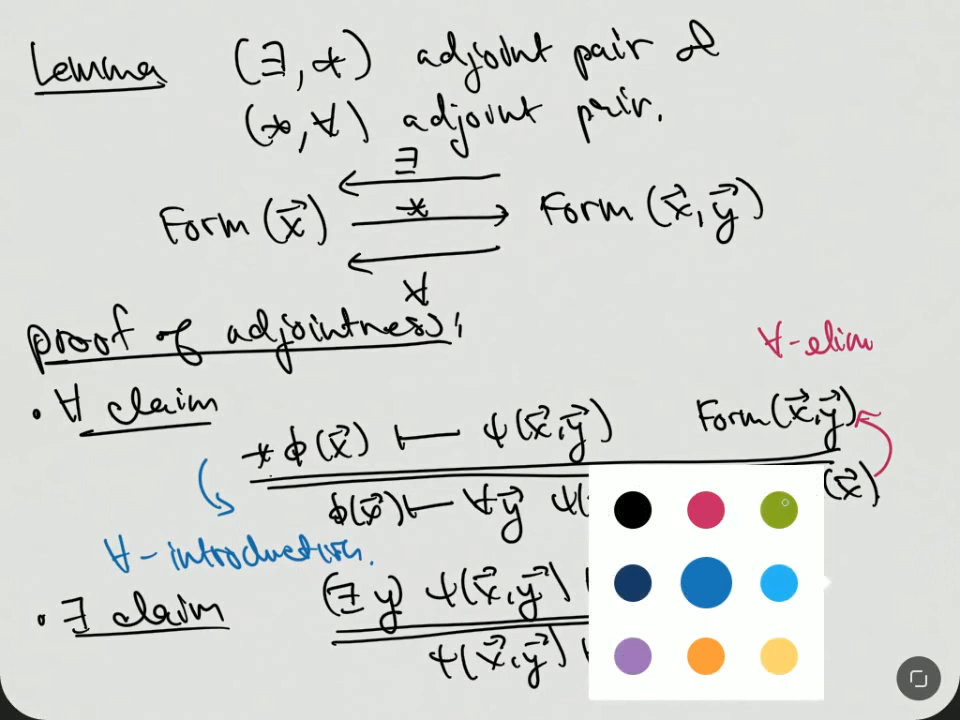 Lemma (∃, *) adjoint pair &
(*, ∀) adjoint pair.
∃
Form (x⃗) * Form (x⃗, y⃗)
∀
proof of adjointness:
∀-elim
• ∀ claim
* ϕ(x⃗) ⊢ ψ(x⃗, y⃗) Form(x⃗, y⃗)
ϕ(x⃗) ⊢ ∀y⃗ ψ( (x⃗)
∀-introduction.
• ∃ claim (∃ y) ψ(x⃗, y⃗)
ψ(x⃗, y⃗)